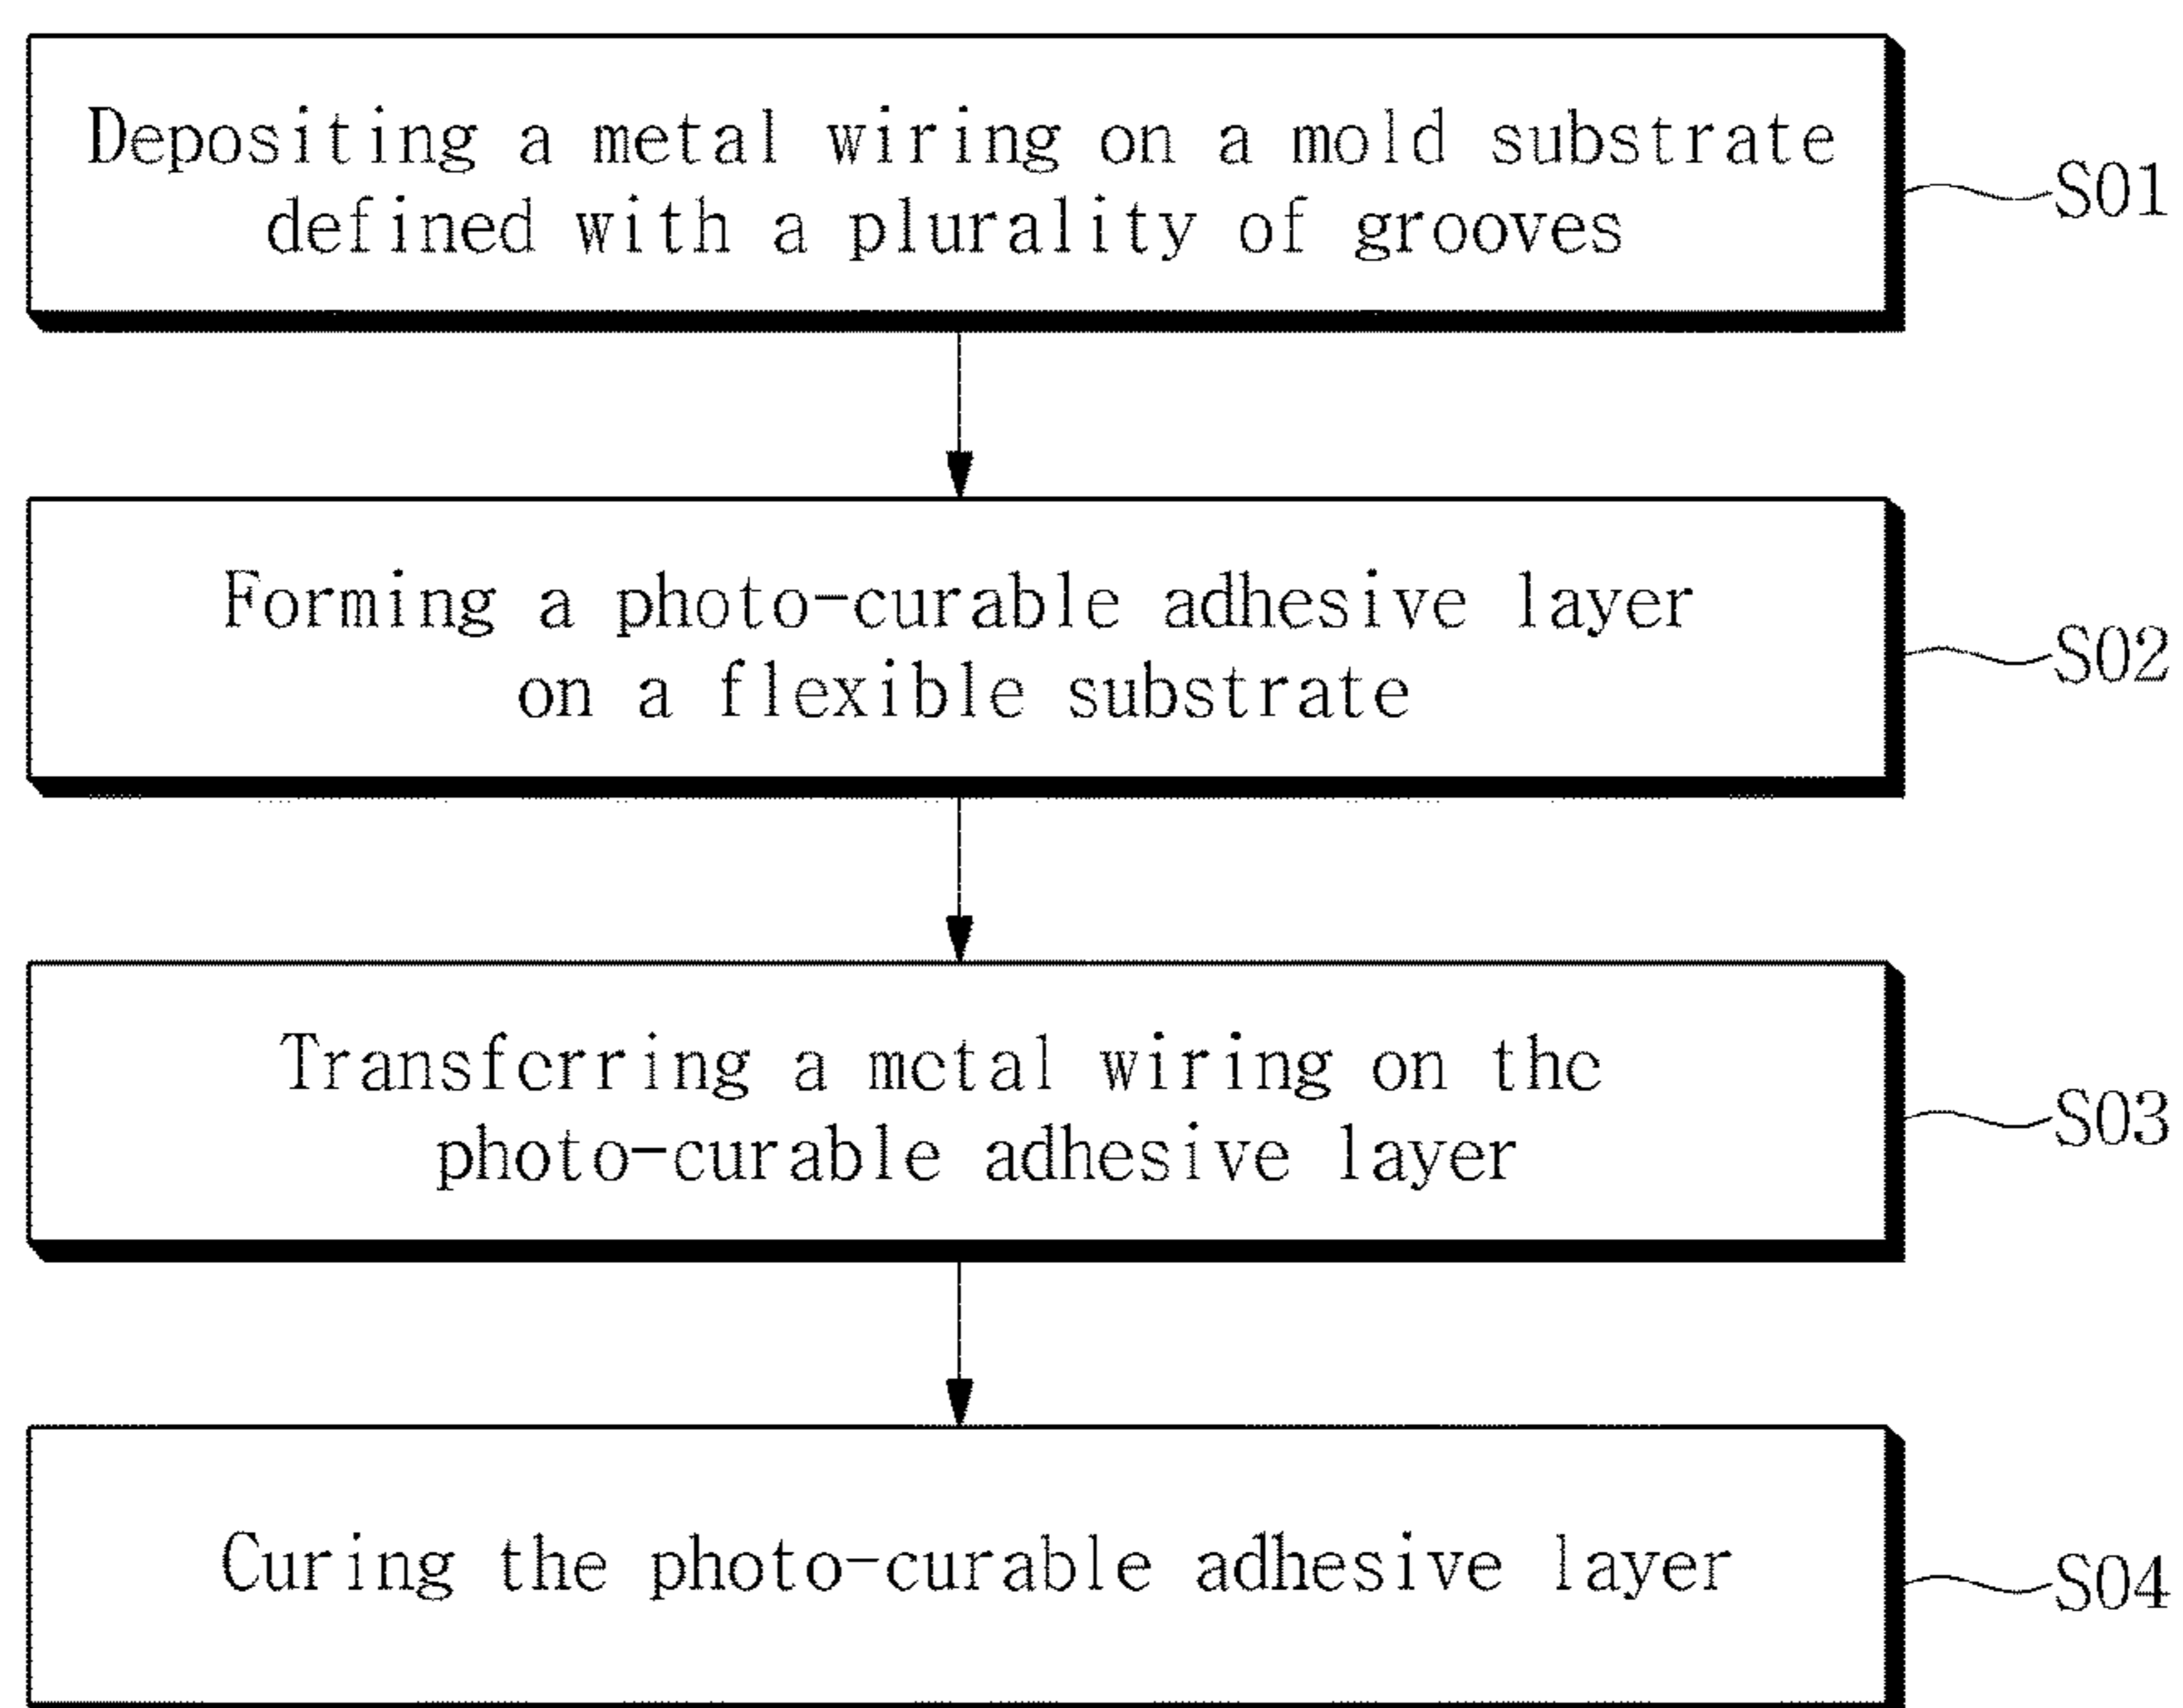 Depositing a metal wiring on a mold substrate
defined with a plurality of grooves
S01
Forming a photo-curable adhesive layer
on a flexible substrate
S02
Transferring a metal wiring on the
photo-curable adhesive layer
S03
Curing the photo-curable adhesive layer
S04